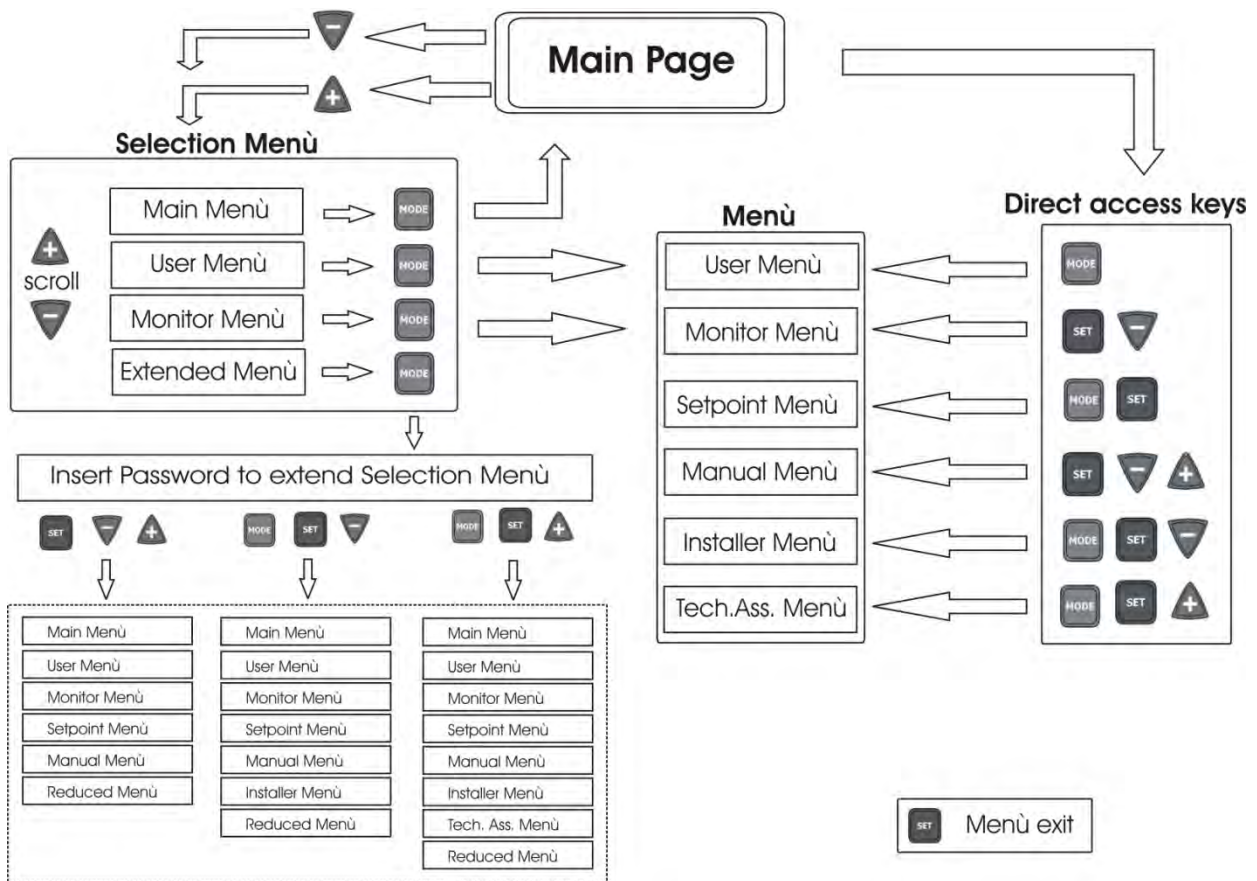 −
Main Page
+
Selection Menù
Main Menù
MODE
+
scroll
−
User Menù
MODE
Monitor Menù
MODE
Extended Menù
MODE
Insert Password to extend Selection Menù
SET − +
MODE SET −
MODE SET +
Main Menù
User Menù
Monitor Menù
Setpoint Menù
Manual Menù
Reduced Menù
Main Menù
User Menù
Monitor Menù
Setpoint Menù
Manual Menù
Installer Menù
Reduced Menù
Main Menù
User Menù
Monitor Menù
Setpoint Menù
Manual Menù
Installer Menù
Tech. Ass. Menù
Reduced Menù
Menù
User Menù
Monitor Menù
Setpoint Menù
Manual Menù
Installer Menù
Tech.Ass. Menù
Direct access keys
MODE
SET −
MODE SET
SET − +
MODE SET −
MODE SET +
SET Menù exit